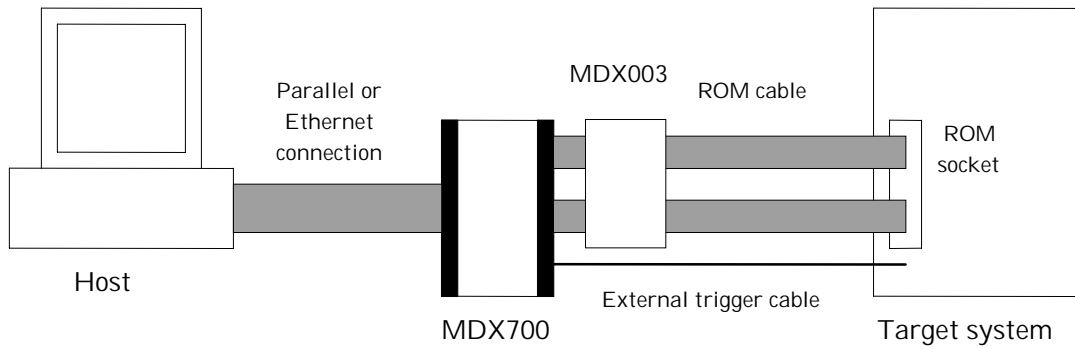 Parallel or
Ethernet
connection
MDX003
ROM cable
ROM
socket
Host
MDX700
External trigger cable
Target system